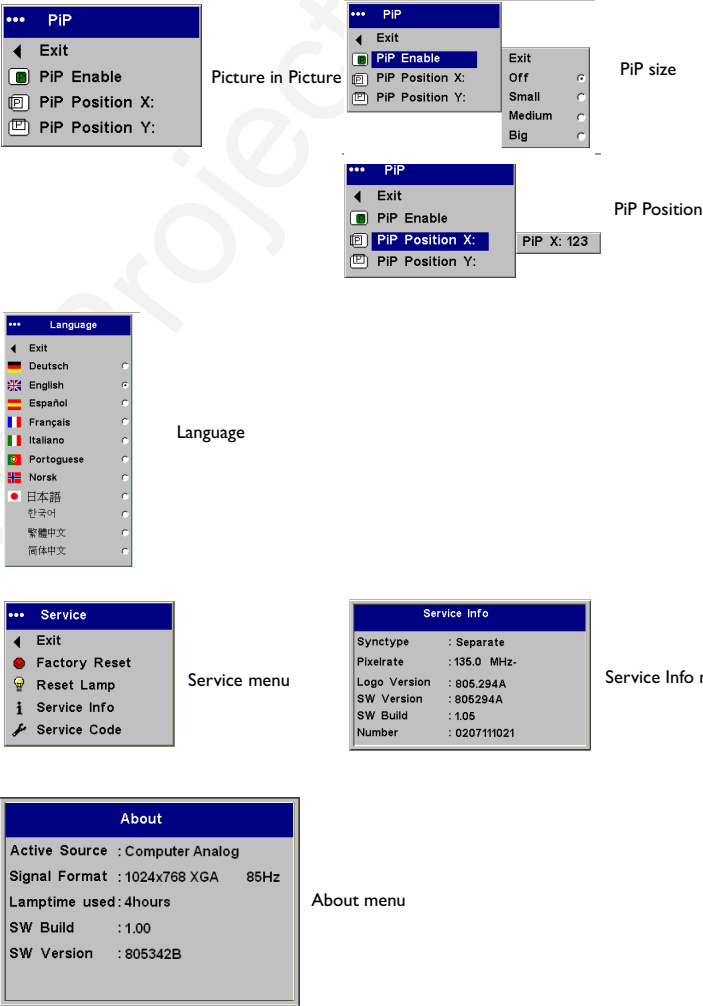 ••• PiP
Exit
PiP Enable
PiP Position X:
PiP Position Y:
Picture in Picture
••• PiP
Exit
PiP Enable
PiP Position X:
PiP Position Y:
Exit
Off
Small
Medium
Big
PiP size
••• PiP
Exit
PiP Enable
PiP Position X:
PiP Position Y:
PiP X: 123
PiP Position
••• Language
Exit
Deutsch
English
Español
Français
Italiano
Portoguese
Norsk
日本語
한국어
繁體中文
简体中文
Language
••• Service
Exit
Factory Reset
Reset Lamp
Service Info
Service Code
Service menu
Service Info
Synctype : Separate
Pixelrate : 135.0 MHz-
Logo Version : 805.294A
SW Version : 805294A
SW Build : 1.05
Number : 0207111021
Service Info
About
Active Source : Computer Analog
Signal Format : 1024x768 XGA 85Hz
Lamptime used : 4hours
SW Build : 1.00
SW Version : 805342B
About menu